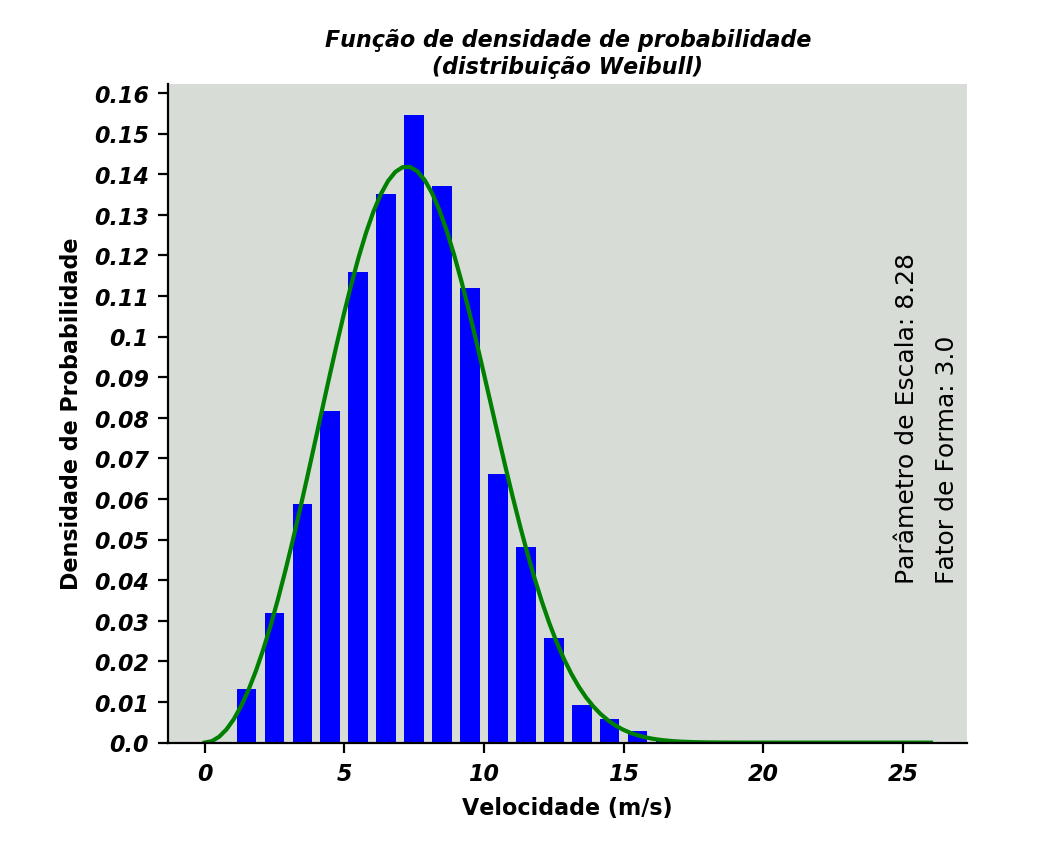 Função de densidade de probabilidade
(distribuição Weibull)
0.16
0.15
0.14
0.13
0.12
0.11
0.1
0.09
0.08
0.07
0.06
0.05
0.04
0.03
0.02
0.01
0.0
Densidade de Probabilidade
Parâmetro de Escala: 8.28
Fator de Forma: 3.0
0 5 10 15 20 25
Velocidade (m/s)